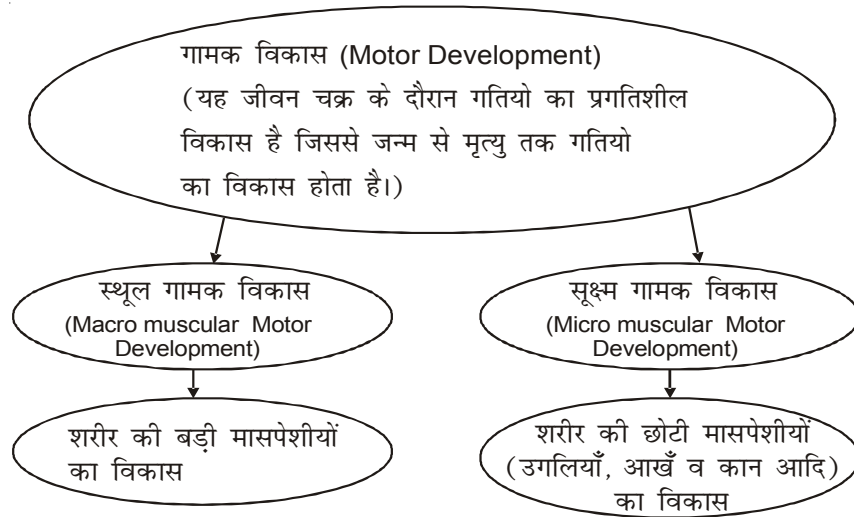 गामक विकास (Motor Development)
(यह जीवन चक्र के दौरान गतियो का प्रगतिशील
विकास है जिससे जन्म से मृत्यु तक गतियो
का विकास होता है।)
स्थूल गामक विकास
(Macro muscular Motor
Development)
सूक्ष्म गामक विकास
(Micro muscular Motor
Development)
शरीर की बड़ी मासपेशीयों
का विकास
शरीर की छोटी मासपेशीयों
(उगलियाँ, आखँ व कान आदि)
का विकास